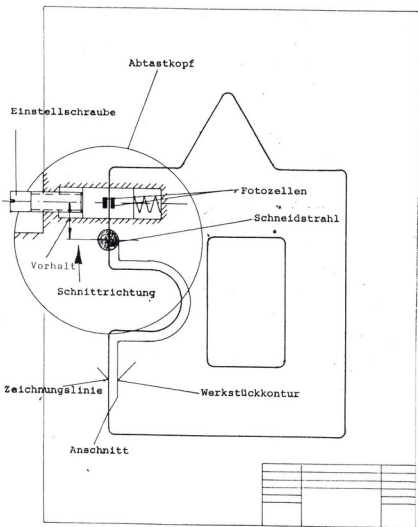 Abtastkopf
Einstellschraube
Fotozellen
Schneidstrahl
Vorhalt
Schnittrichtung
Zeichnungslinie
Werkstückkontur
Anschnitt